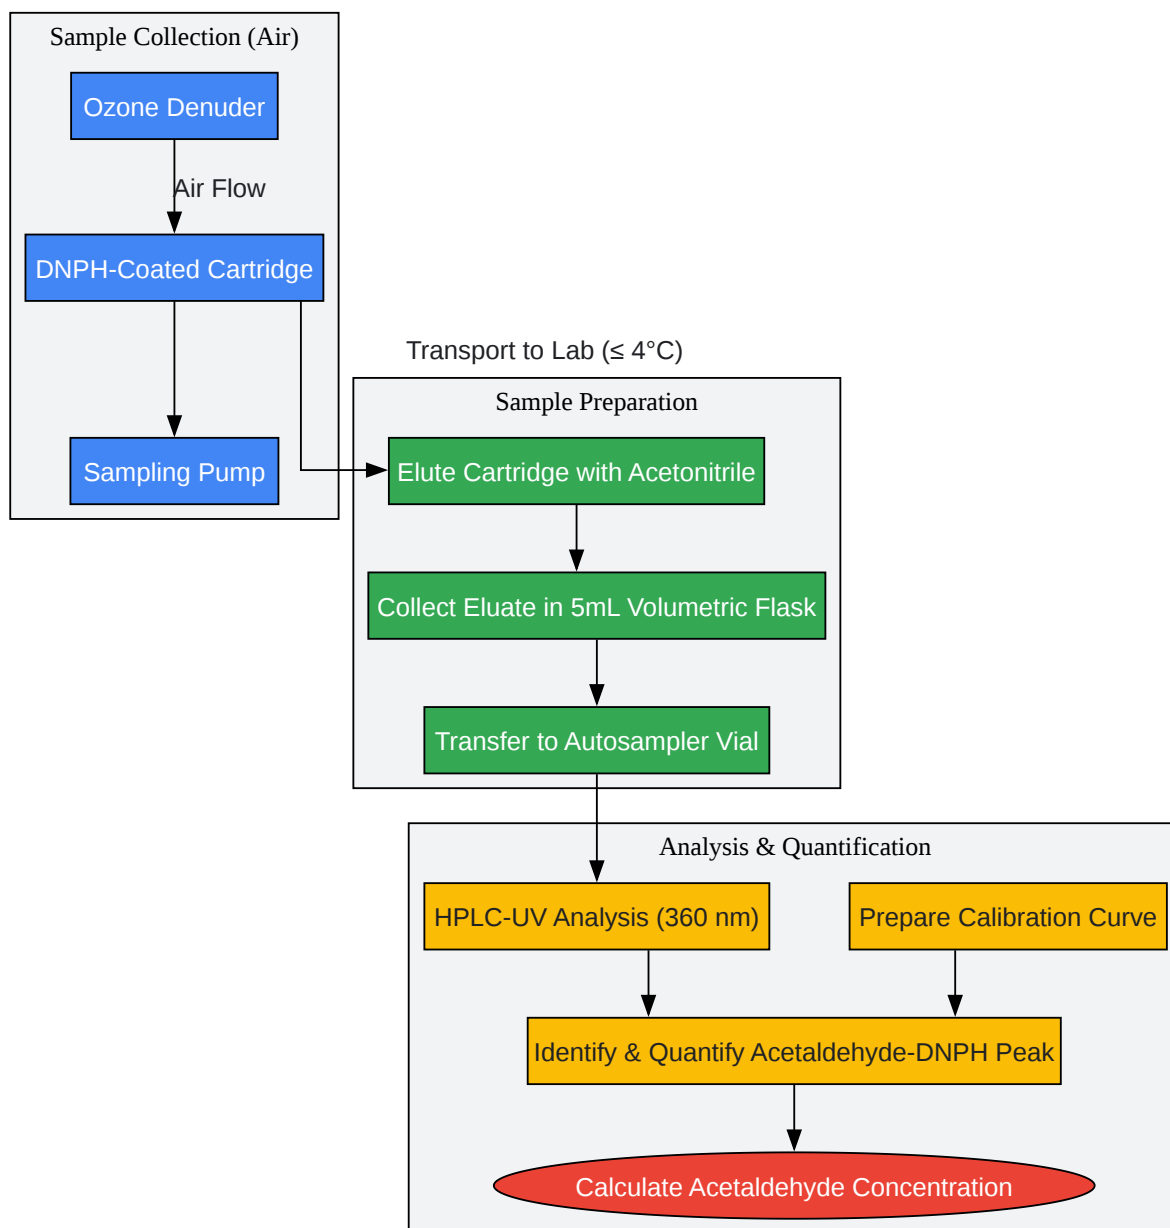 Sample Collection (Air)
Ozone Denuder
Air Flow
DNPH-Coated Cartridge
Sampling Pump
Transport to Lab (≤ 4°C)
Sample Preparation
Elute Cartridge with Acetonitrile
Collect Eluate in 5mL Volumetric Flask
Transfer to Autosampler Vial
Analysis & Quantification
HPLC-UV Analysis (360 nm)
Prepare Calibration Curve
Identify & Quantify Acetaldehyde-DNPH Peak
Calculate Acetaldehyde Concentration